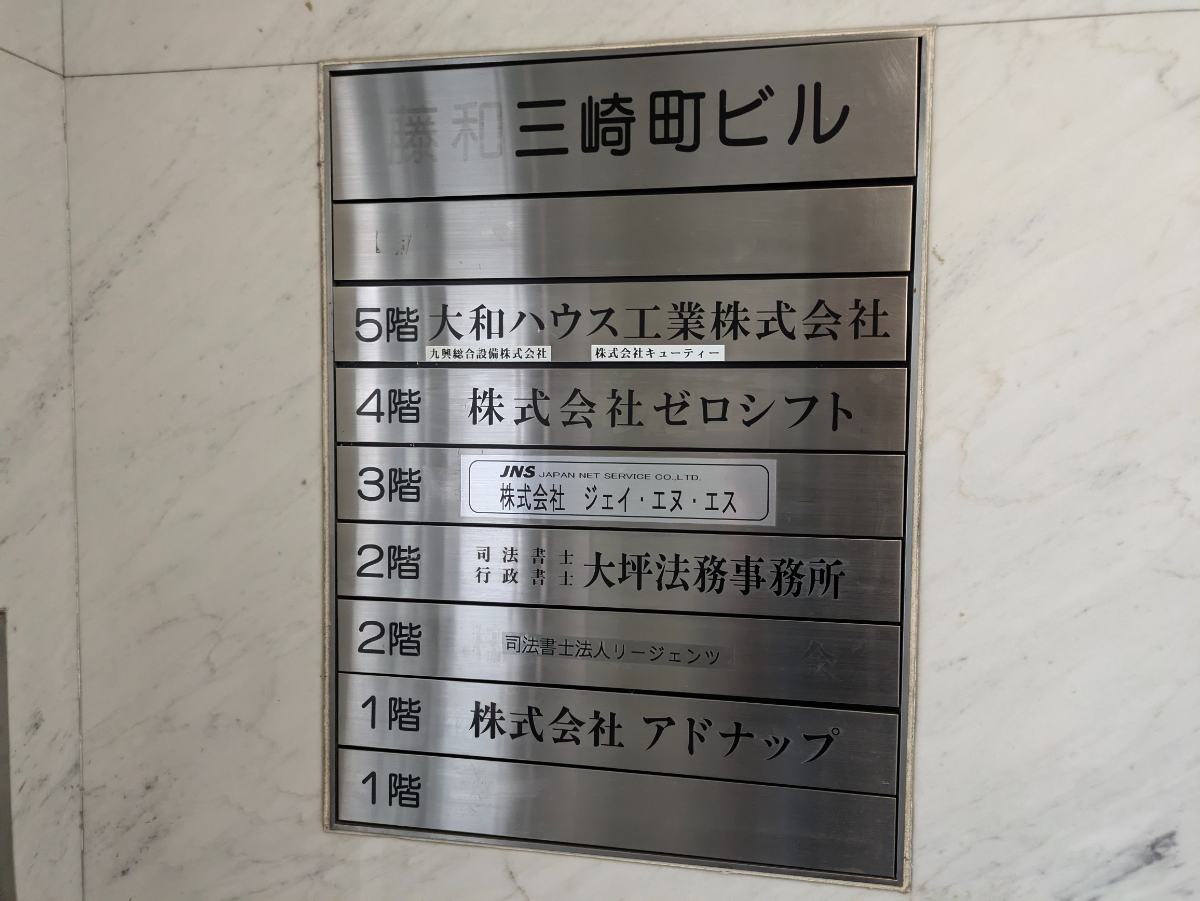 藤和三崎町ビル
5階 大和ハウス工業株式会社
九興総合設備株式会社 株式会社キューティー
4階 株式会社ゼロシフト
3階 JNS JAPAN NET SERVICE CO.,LTD.
株式会社 ジェイ・エヌ・エス
2階 司法書士 行政書士 大坪法務事務所
2階 司法書士法人リージェンツ
1階 株式会社 アドナップ
1階